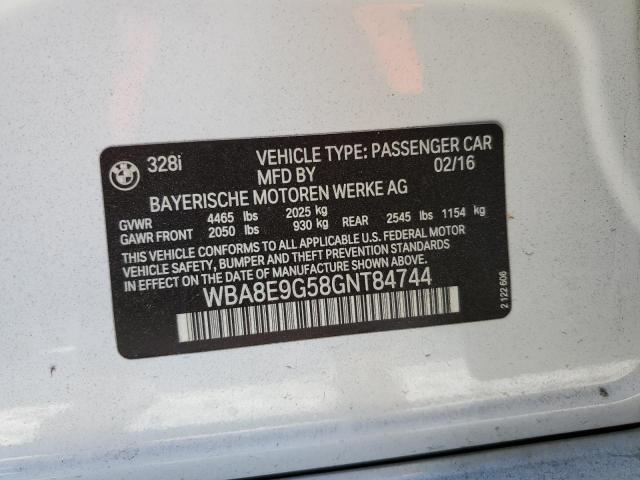 328i VEHICLE TYPE: PASSENGER CAR
MFD BY 02/16
BAYERISCHE MOTOREN WERKE AG
GVWR 4465 lbs 2025 kg
GAWR FRONT 2050 lbs 930 kg REAR 2545 lbs 1154 kg
THIS VEHICLE CONFORMS TO ALL APPLICABLE FEDERAL MOTOR
VEHICLE SAFETY, BUMPER AND THEFT PREVENTION STANDARDS
IN EFFECT ON THE DATE OF MANUFACTURE SHOWN ABOVE.
WBA8E9G58GNT84744
2 122 606